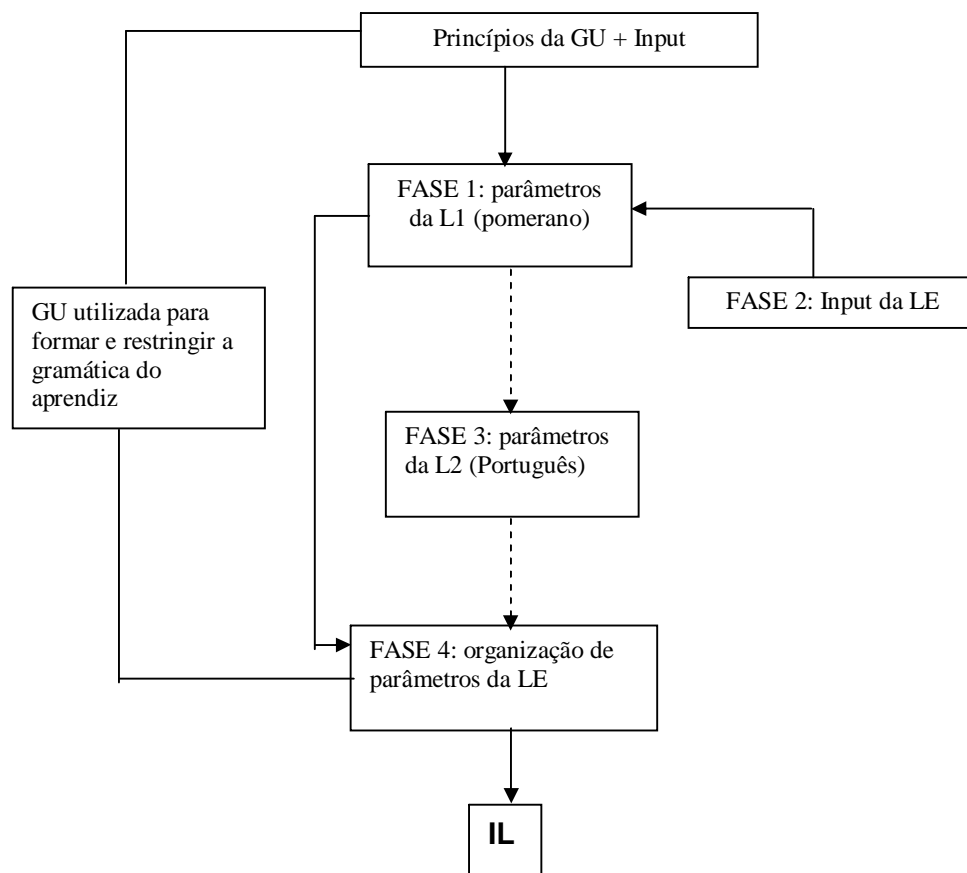 Princípios da GU + Input
FASE 1: parâmetros
da L1 (pomerano)
GU utilizada para
formar e restringir a
gramática do
aprendiz
FASE 2: Input da LE
FASE 3: parâmetros
da L2 (Português)
FASE 4: organização de
parâmetros da LE
IL